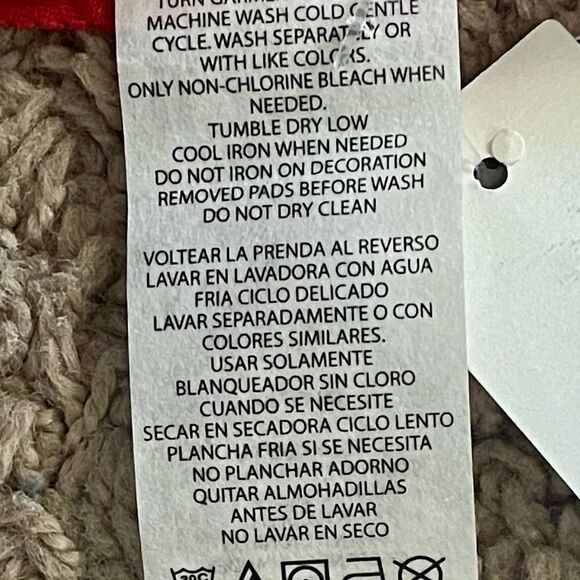 TURN GARMENT
MACHINE WASH COLD GENTLE
CYCLE. WASH SEPARATELY OR
WITH LIKE COLORS.
ONLY NON-CHLORINE BLEACH WHEN
NEEDED.
TUMBLE DRY LOW
COOL IRON WHEN NEEDED
DO NOT IRON ON DECORATION
REMOVED PADS BEFORE WASH
DO NOT DRY CLEAN
VOLTEAR LA PRENDA AL REVERSO
LAVAR EN LAVADORA CON AGUA
FRIA CICLO DELICADO
LAVAR SEPARADAMENTE O CON
COLORES SIMILARES.
USAR SOLAMENTE
BLANQUEADOR SIN CLORO
CUANDO SE NECESITE
SECAR EN SECADORA CICLO LENTO
PLANCHA FRIA SI SE NECESITA
NO PLANCHAR ADORNO
QUITAR ALMOHADILLAS
ANTES DE LAVAR
NO LAVAR EN SECO
30C